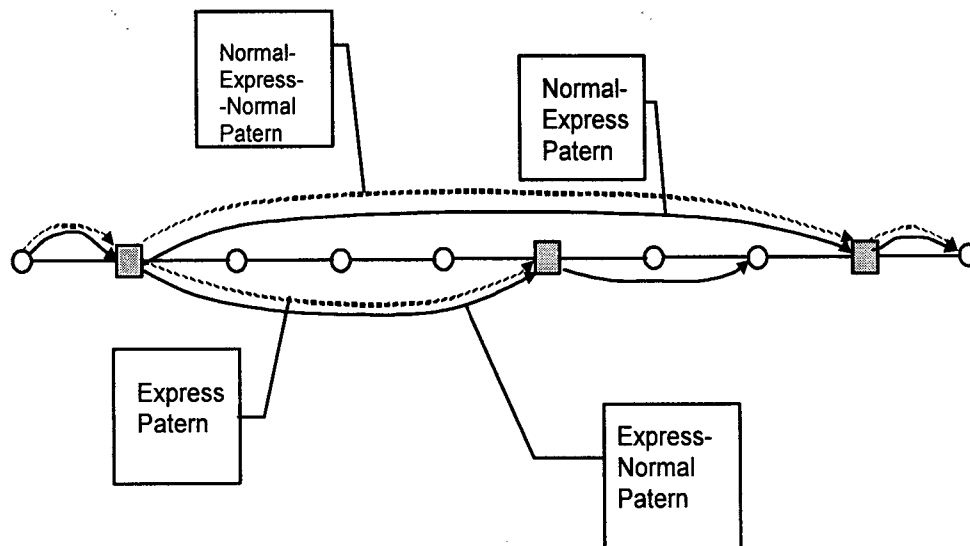 Normal-
Express-
-Normal
Patern
Normal-
Express
Patern
Express
Patern
Express-
Normal
Patern